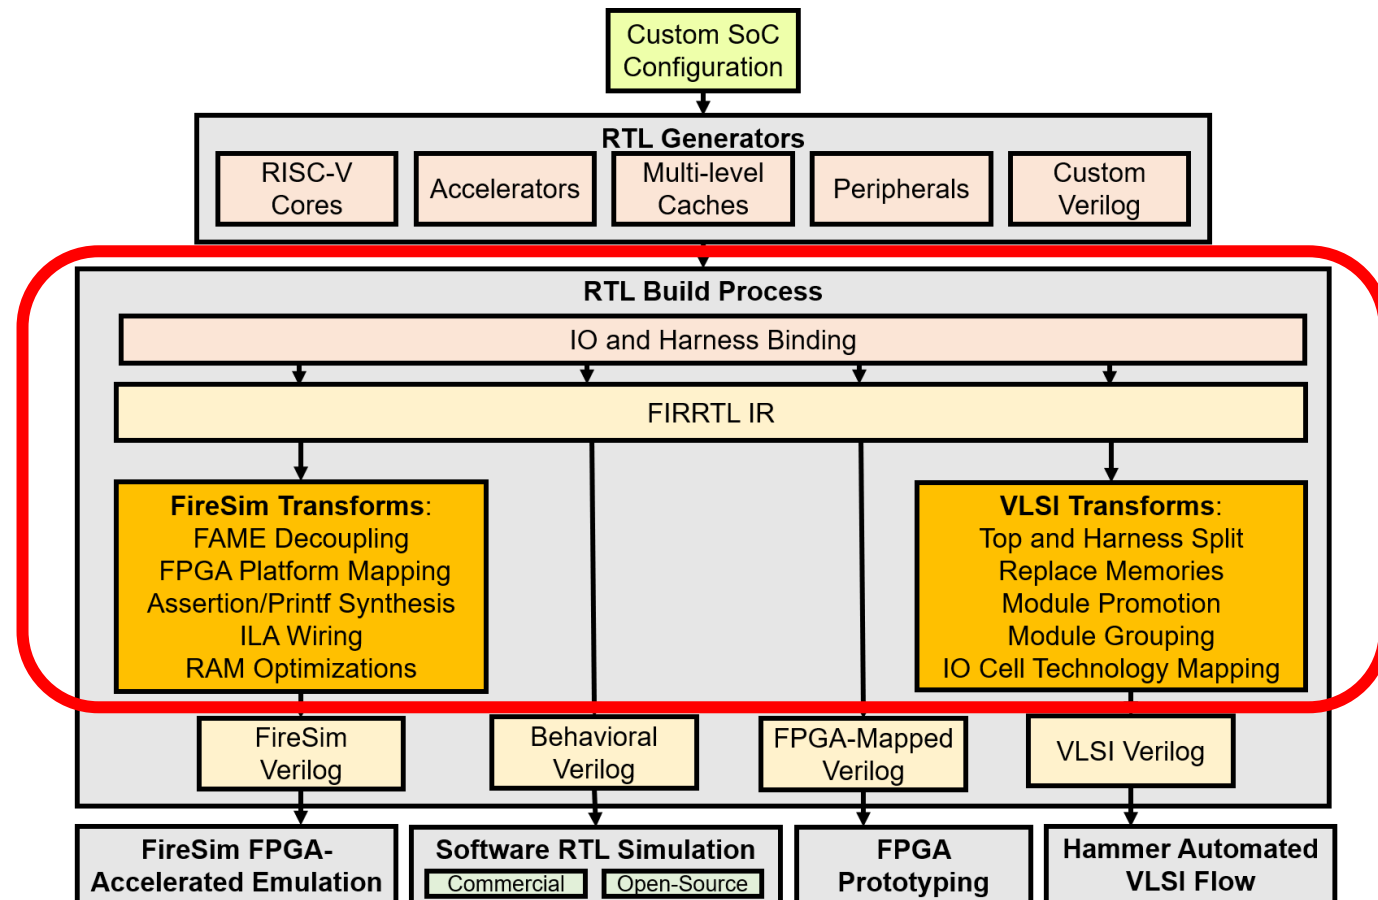 Custom SoC
Configuration
RTL Generators
RISC-V
Cores
Accelerators
Multi-level
Caches
Peripherals
Custom
Verilog
RTL Build Process
IO and Harness Binding
FIRRTL IR
FireSim Transforms:
FAME Decoupling
FPGA Platform Mapping
Assertion/Printf Synthesis
ILA Wiring
RAM Optimizations
VLSI Transforms:
Top and Harness Split
Replace Memories
Module Promotion
Module Grouping
IO Cell Technology Mapping
FireSim
Verilog
Behavioral
Verilog
FPGA-Mapped
Verilog
VLSI Verilog
FireSim FPGA-
Accelerated Emulation
Software RTL Simulation
Commercial
Open-Source
FPGA
Prototyping
Hammer Automated
VLSI Flow